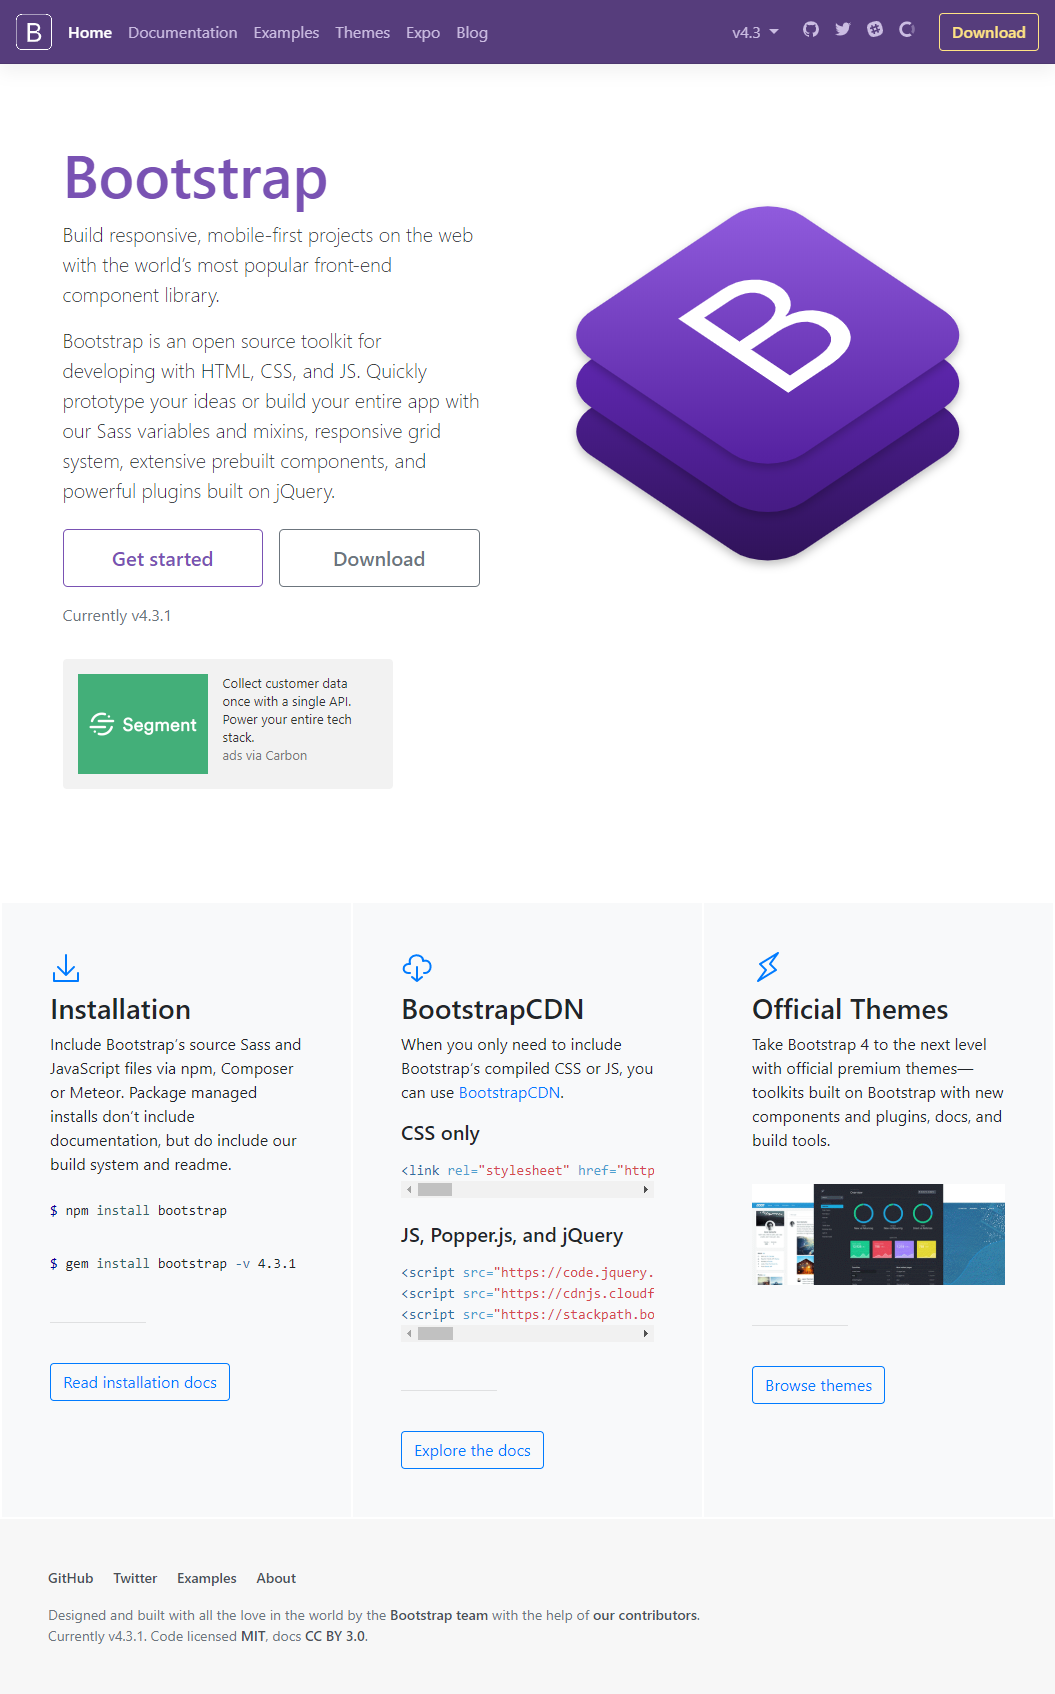 B Home Documentation Examples Themes Expo Blog v4.3 Download
Bootstrap
Build responsive, mobile-first projects on the web
with the world’s most popular front-end
component library.
B
Bootstrap is an open source toolkit for
developing with HTML, CSS, and JS. Quickly
prototype your ideas or build your entire app with
our Sass variables and mixins, responsive grid
system, extensive prebuilt components, and
powerful plugins built on jQuery.
Get started Download
Currently v4.3.1
Segment
Collect customer data
once with a single API.
Power your entire tech
stack.
ads via Carbon
Installation
Include Bootstrap’s source Sass and
JavaScript files via npm, Composer
or Meteor. Package managed
installs don’t include
documentation, but do include our
build system and readme.
$ npm install bootstrap
$ gem install bootstrap -v 4.3.1
Read installation docs
BootstrapCDN
When you only need to include
Bootstrap’s compiled CSS or JS, you
can use BootstrapCDN.
CSS only
<link rel="stylesheet" href="http
JS, Popper.js, and jQuery
<script src="https://code.jquery.
<script src="https://cdnjs.cloudf
<script src="https://stackpath.bo
Explore the docs
Official Themes
Take Bootstrap 4 to the next level
with official premium themes—
toolkits built on Bootstrap with new
components and plugins, docs, and
build tools.
Browse themes
GitHub Twitter Examples About
Designed and built with all the love in the world by the Bootstrap team with the help of our contributors.
Currently v4.3.1. Code licensed MIT, docs CC BY 3.0.